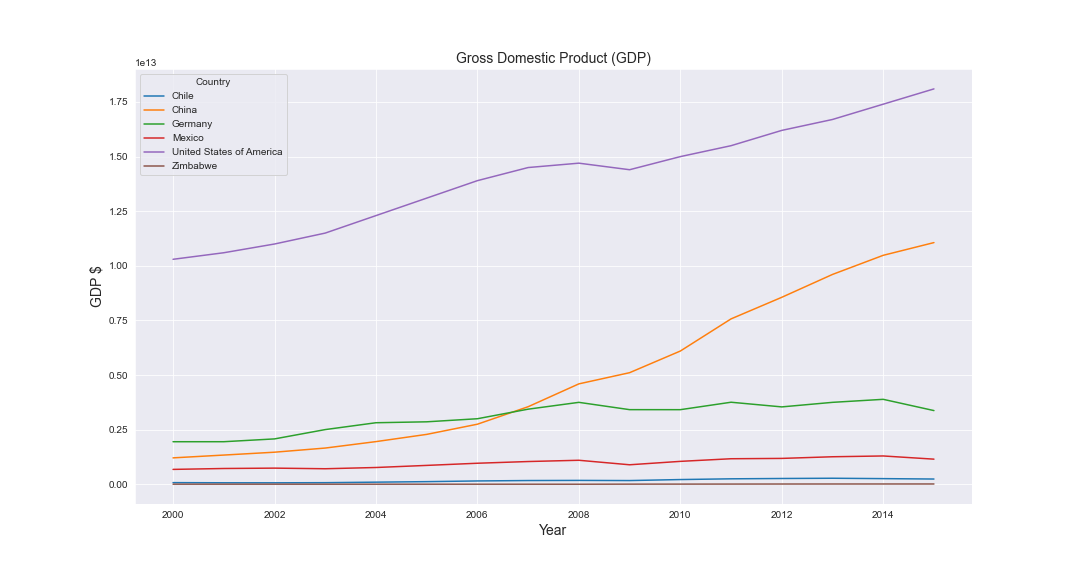 Gross Domestic Product (GDP)
1e13
Country
Chile
China
Germany
Mexico
United States of America
Zimbabwe
GDP $
1.75
1.50
1.25
1.00
0.75
0.50
0.25
0.00
2000 2002 2004 2006 2008 2010 2012 2014
Year